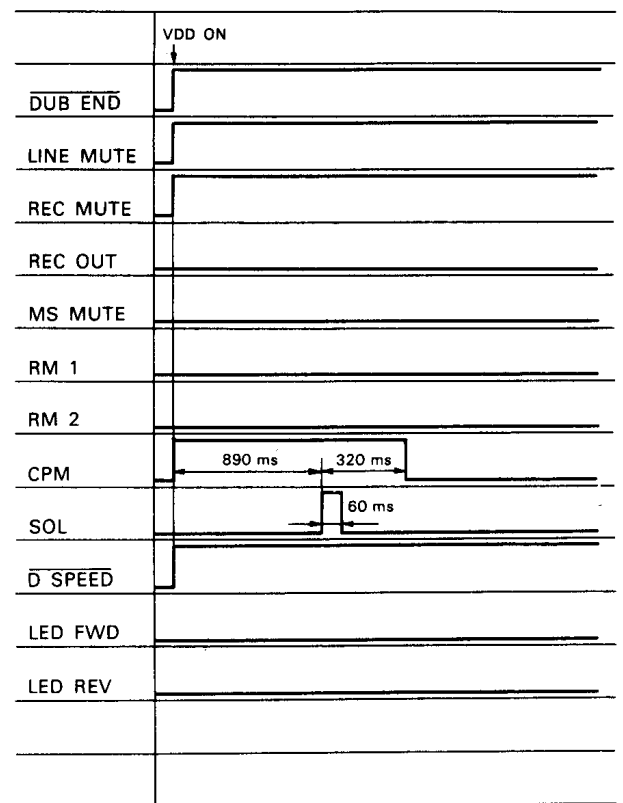 VDD ON
DUB END
LINE MUTE
REC MUTE
REC OUT
MS MUTE
RM 1
RM 2
CPM 890 ms 320 ms
SOL 60 ms
D SPEED
LED FWD
LED REV